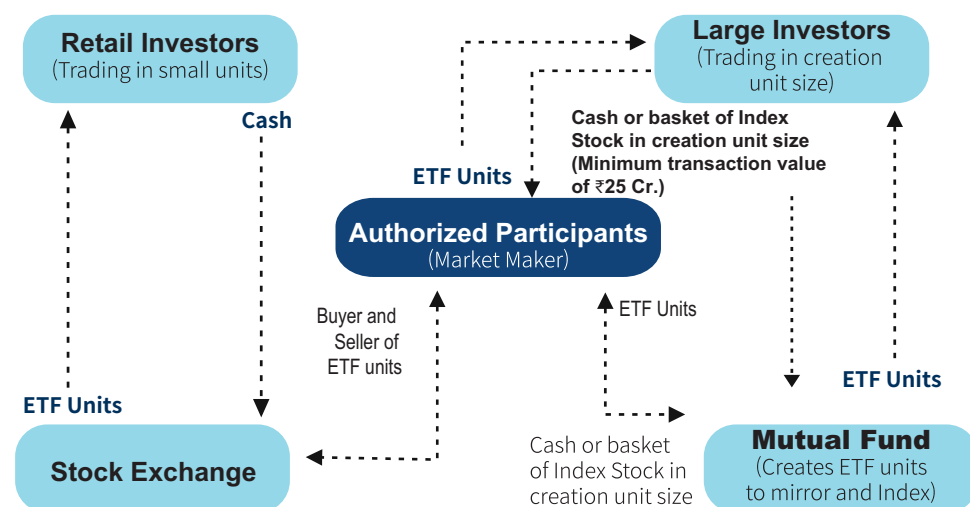 Retail Investors
(Trading in small units)
Large Investors
(Trading in creation
unit size)
Cash
Cash or basket of Index
Stock in creation unit size
(Minimum transaction value
of ₹25 Cr.)
ETF Units
Authorized Participants
(Market Maker)
Buyer and
Seller of
ETF units
ETF Units
ETF Units
ETF Units
Stock Exchange
Cash or basket
of Index Stock in
creation unit size
Mutual Fund
(Creates ETF units
to mirror and Index)